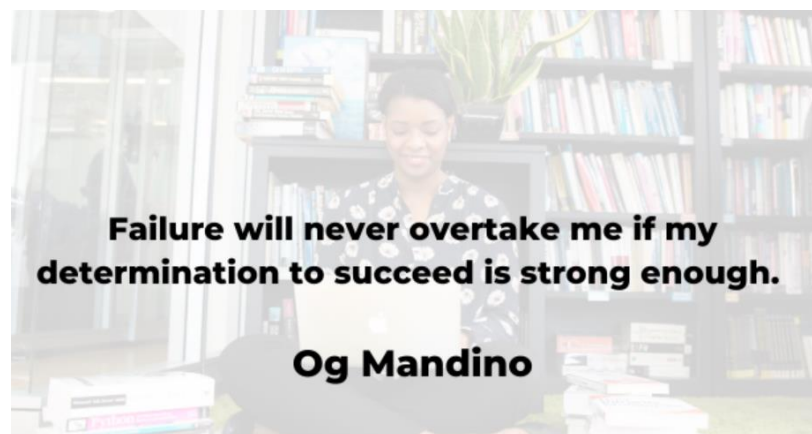 Failure will never overtake me if my
determination to succeed is strong enough.
Og Mandino